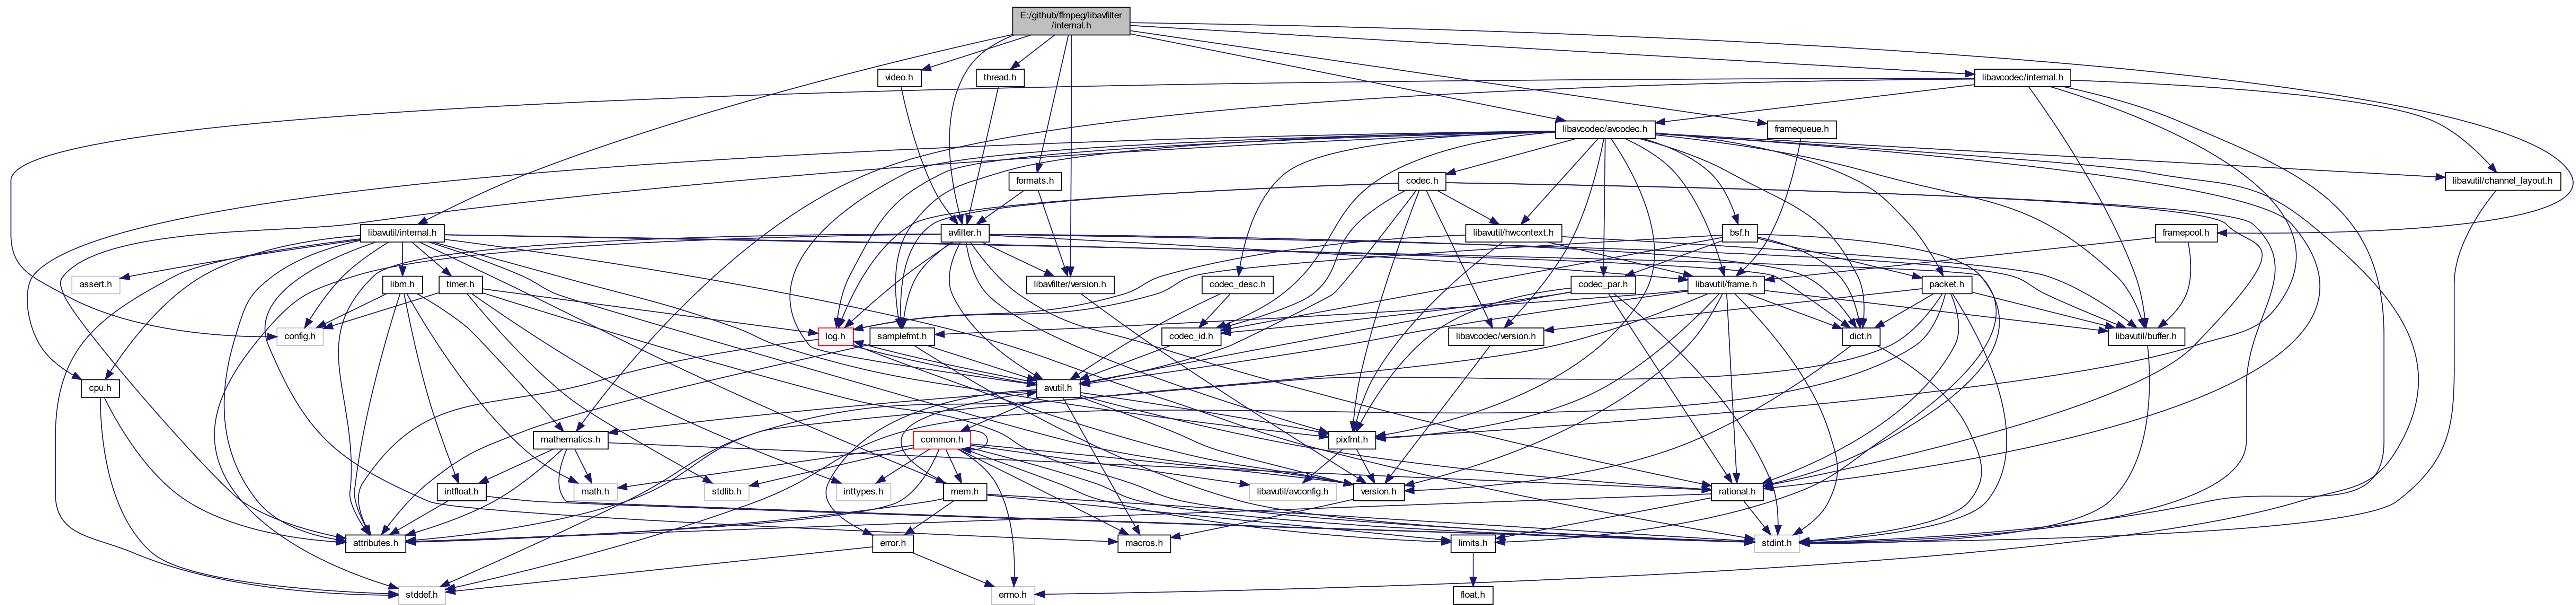 E:/github/ffmpeg/libavfilter
/internal.h
video.h
thread.h
libavcodec/internal.h
libavcodec/avcodec.h
framequeue.h
formats.h
codec.h
libavutil/channel_layout.h
libavutil/internal.h
avfilter.h
libavutil/hwcontext.h
bsf.h
framepool.h
assert.h
libm.h
timer.h
libavfilter/version.h
codec_desc.h
codec_par.h
libavutil/frame.h
packet.h
config.h
log.h
samplefmt.h
codec_id.h
libavcodec/version.h
dict.h
libavutil/buffer.h
cpu.h
avutil.h
mathematics.h
common.h
pixfmt.h
intfloat.h
math.h
stdlib.h
inttypes.h
mem.h
libavutil/avconfig.h
version.h
rational.h
attributes.h
error.h
macros.h
limits.h
stdint.h
stddef.h
errno.h
float.h